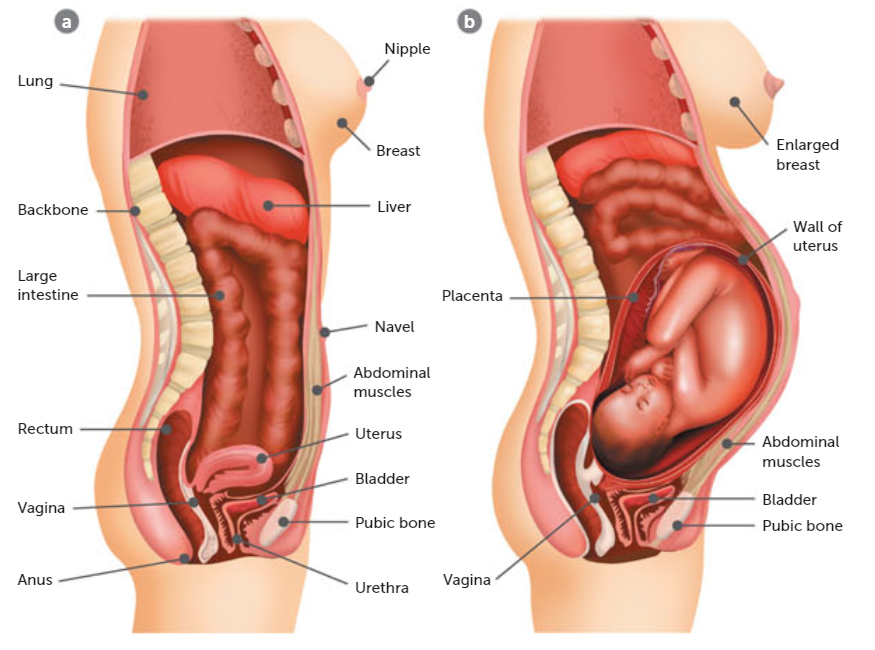 a
Nipple
Lung
Breast
Backbone
Liver
Large
intestine
Navel
Abdominal
muscles
Rectum
Uterus
Bladder
Vagina
Pubic bone
Anus
Urethra
b
Enlarged
breast
Wall of
uterus
Placenta
Abdominal
muscles
Bladder
Pubic bone
Vagina